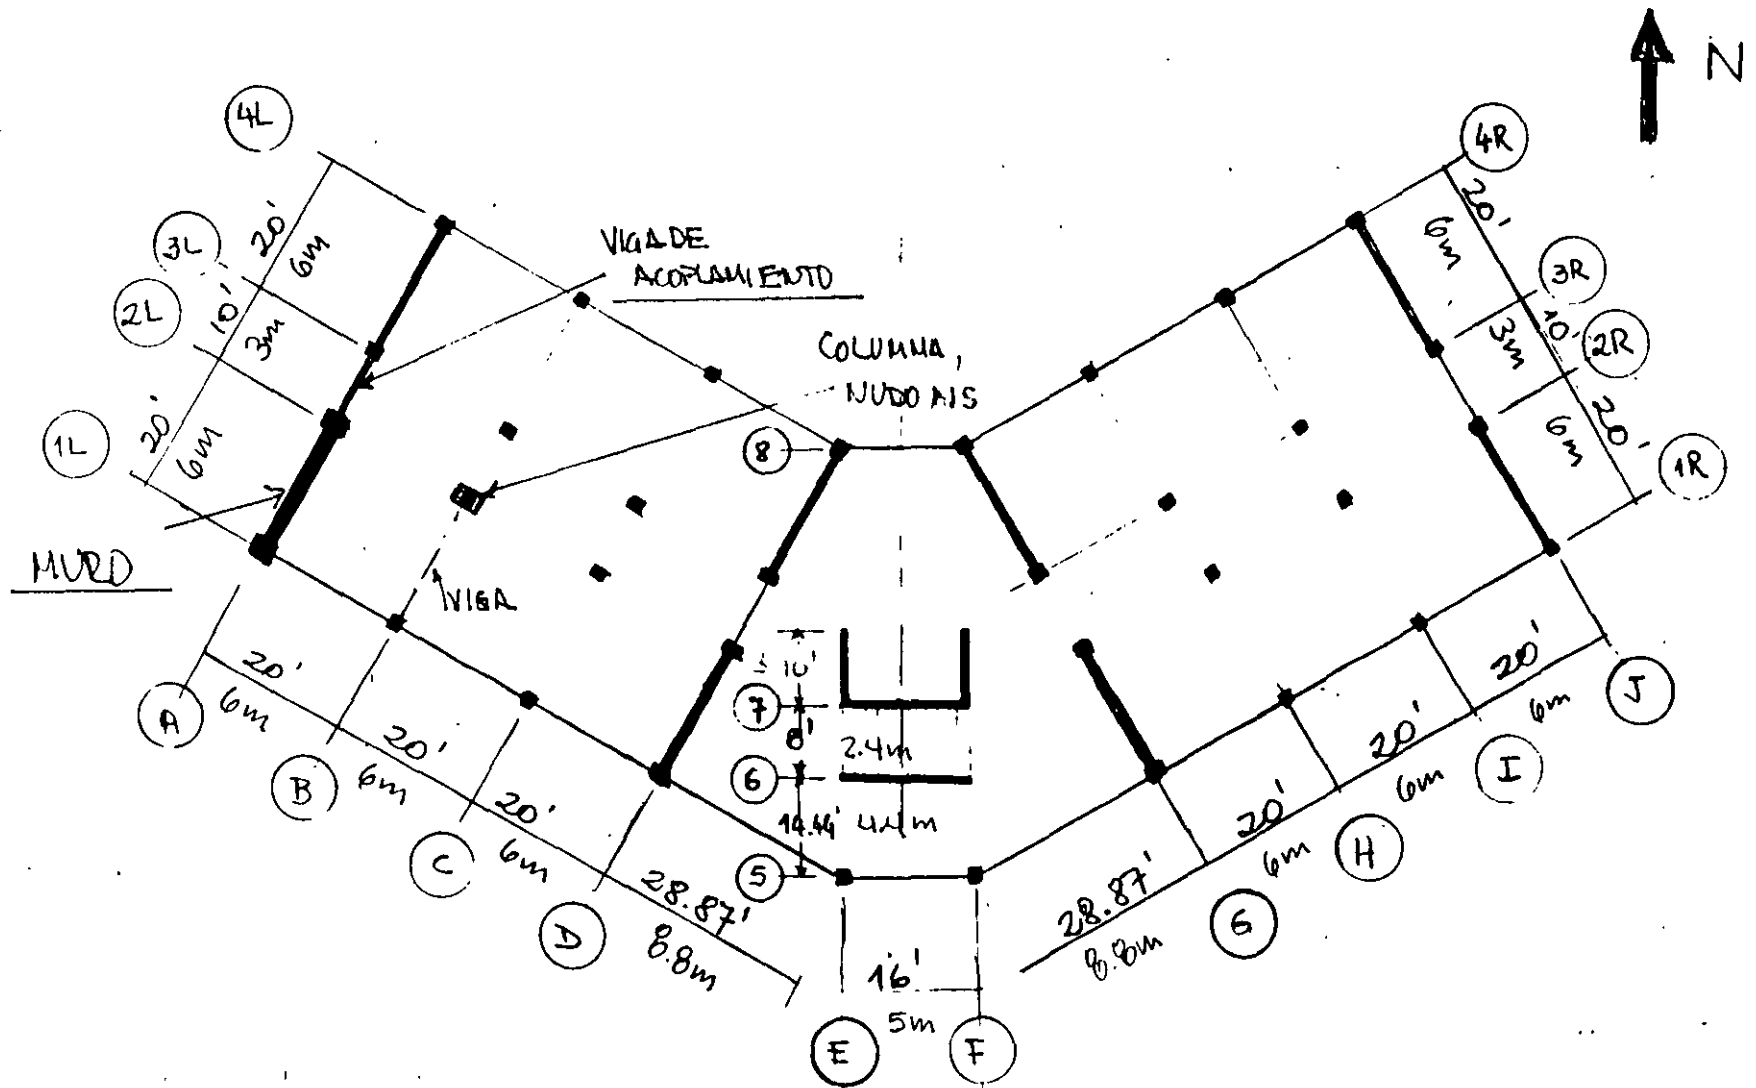 N
4L
4R
3L
20'
6m
20'
6m
VIGA DE
ACOPLAMIENTO
3R
2L
10'
3m
10'
3m
2R
COLUMNA,
NUDO A15
1L
20'
6m
20'
6m
8
1R
MURO
VIGA
10'
7
8'
2.4m
6
14.44'
4.4m
5
A
20'
6m
B
20'
6m
C
20'
6m
D
28.87'
8.8m
E
16'
5m
F
28.87'
8.8m
G
20'
6m
H
20'
6m
I
20'
6m
J